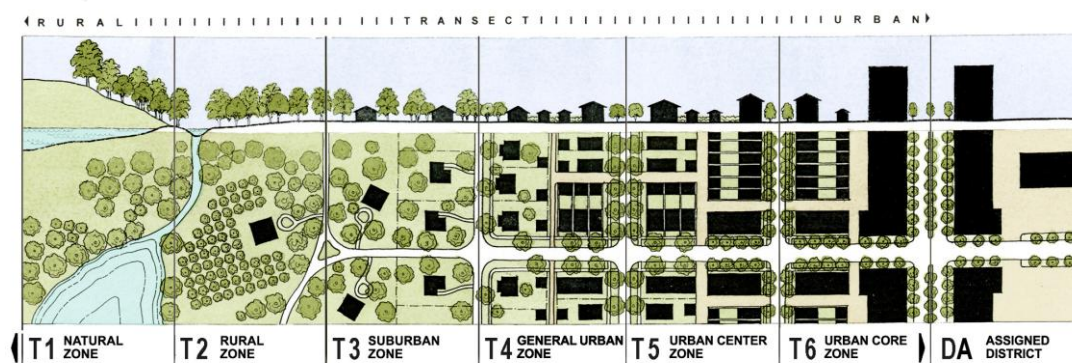 RURAL TRANSECT URBAN
T1 NATURAL ZONE
T2 RURAL ZONE
T3 SUBURBAN ZONE
T4 GENERAL URBAN ZONE
T5 URBAN CENTER ZONE
T6 URBAN CORE ZONE
DA ASSIGNED DISTRICT